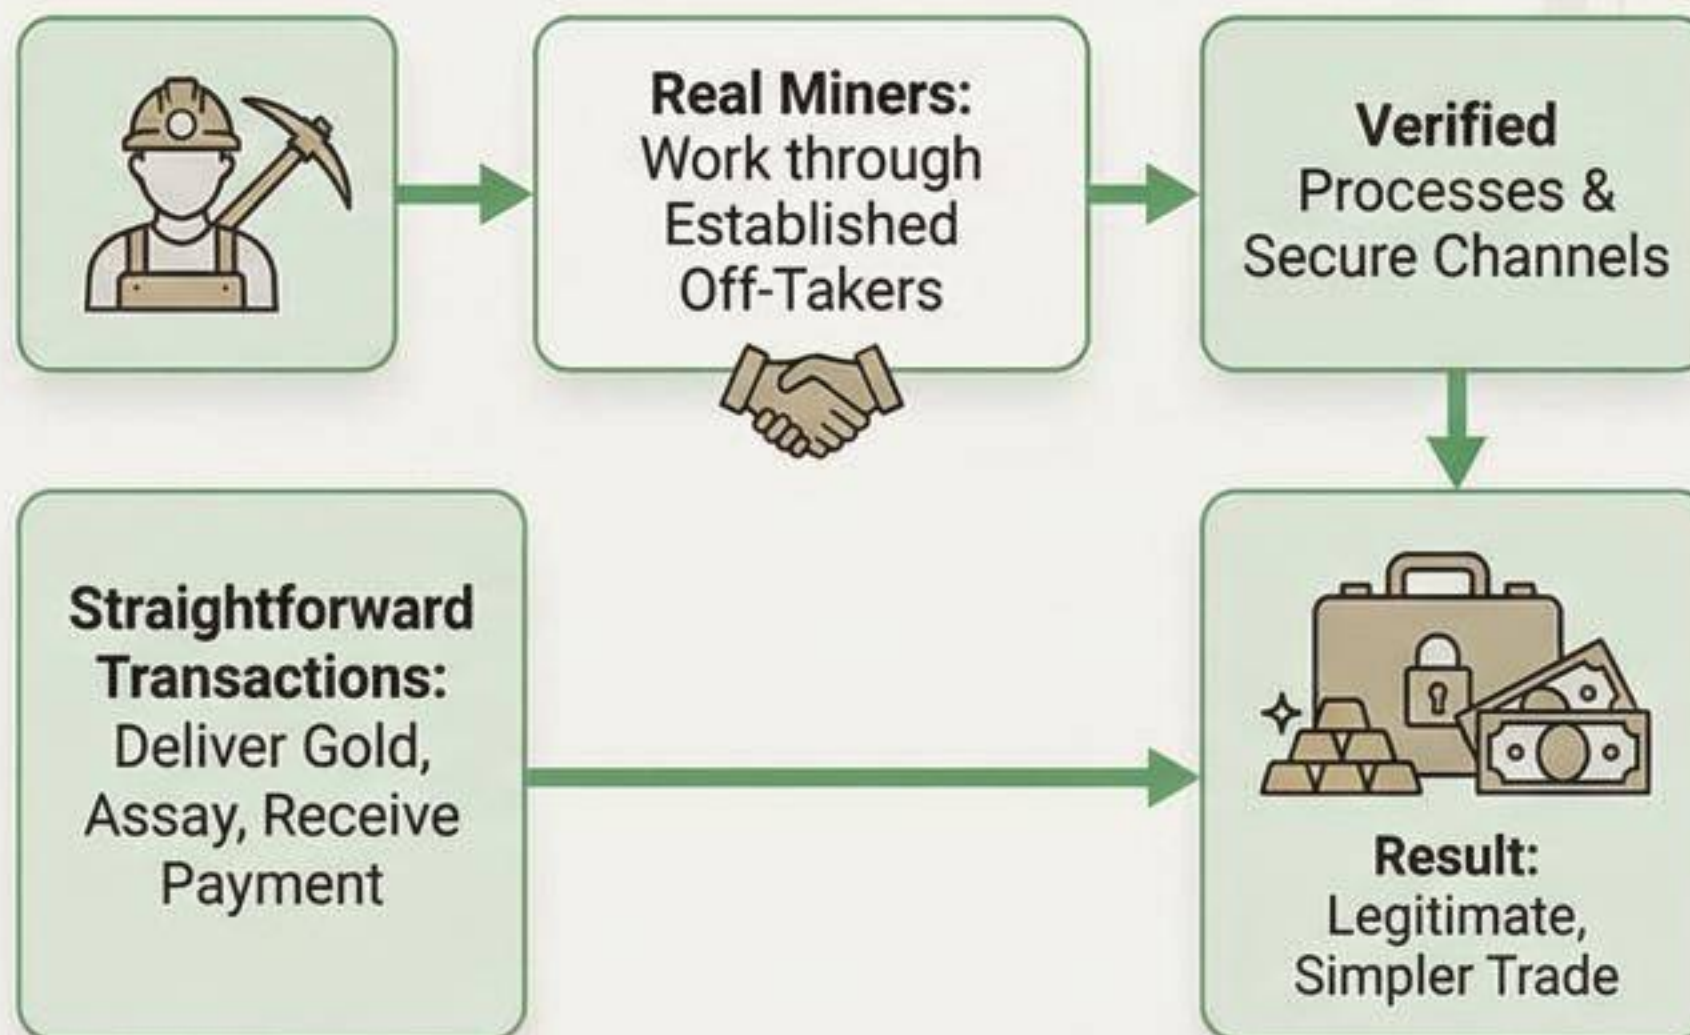 Real Miners:
Work through
Established
Off-Takers
Verified
Processes &
Secure Channels
Straightforward
Transactions:
Deliver Gold,
Assay, Receive
Payment
Result:
Legitimate,
Simpler Trade